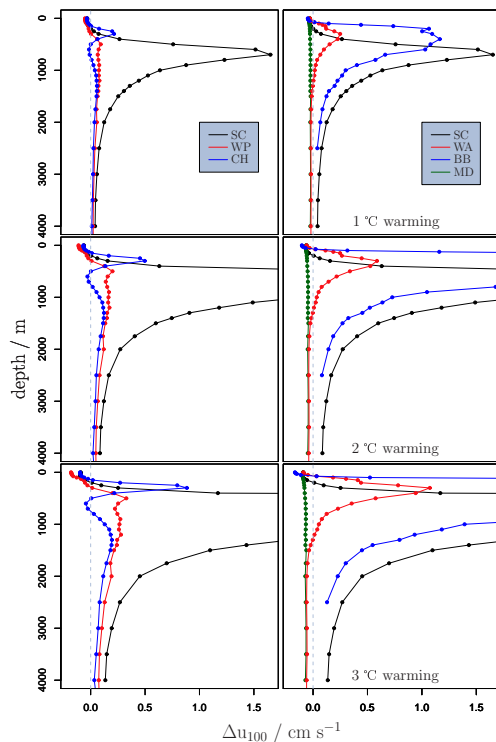 0
1000
2000
3000
4000
SC
WP
CH
SC
WA
BB
MD
1 ℃ warming
depth / m
0
1000
2000
3000
4000
2 ℃ warming
0
1000
2000
3000
4000
3 ℃ warming
0.0 0.5 1.0 1.5
0.0 0.5 1.0 1.5
Δu₁₀₀ / cm s⁻¹